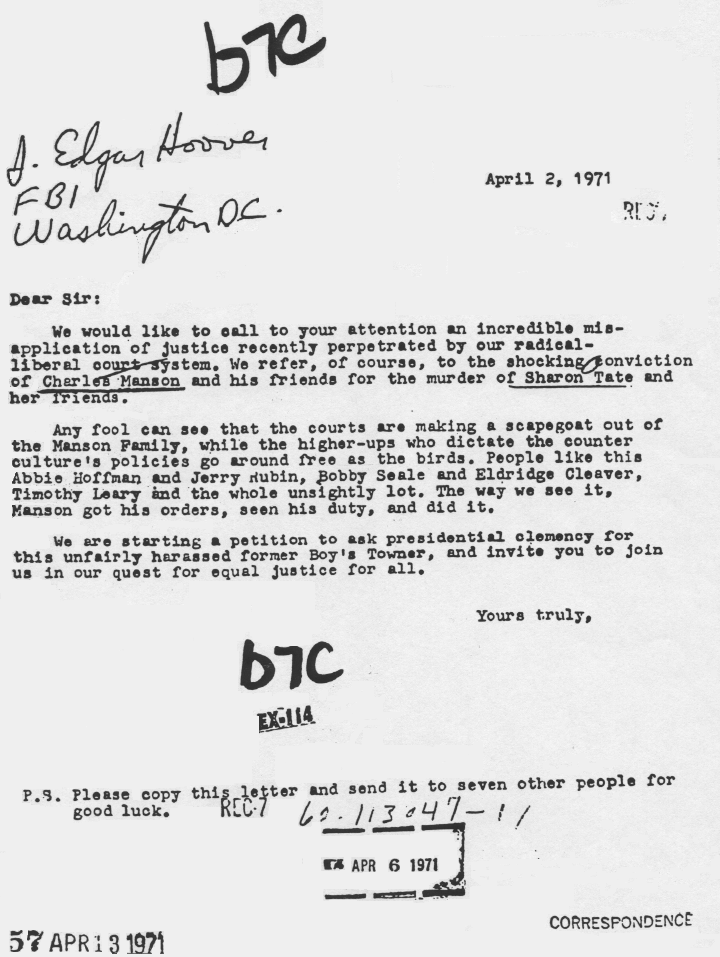 b7C
J. Edgar Hoover
FBI
Washington D.C.
April 2, 1971
Dear Sir:
We would like to call to your attention an incredible mis-
application of justice recently perpetrated by our radical-
liberal court system. We refer, of course, to the shocking conviction
of Charles Manson and his friends for the murder of Sharon Tate and
her friends.
Any fool can see that the courts are making a scapegoat out of
the Manson Family, while the higher-ups who dictate the counter
culture's policies go around free as the birds. People like this
Abbie Hoffman and Jerry Rubin, Bobby Seale and Eldridge Cleaver,
Timothy Leary and the whole unsightly lot. The way we see it,
Manson got his orders, seen his duty, and did it.
We are starting a petition to ask presidential clemency for
this unfairly harassed former Boy's Towner, and invite you to join
us in our quest for equal justice for all.
Yours truly,
b7C
EX-114
P.S. Please copy this letter and send it to seven other people for
good luck.
REC-7
APR 6 1971
CORRESPONDENCE
57 APR 13 1971